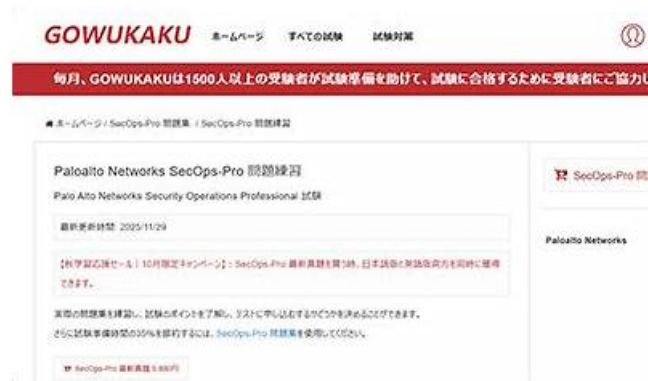 GOWUKAKU ホームページ すべての試験 試験対策
毎月、GOWUKAKUは1500人以上の受験者が試験準備を助けて、試験に合格するために受験者にご協力し
ホームページ / SecOps-Pro 問題集 / SecOps-Pro 問題練習
Paloalto Networks SecOps-Pro 問題練習
SecOps-Pro 問
Palo Alto Networks Security Operations Professional 試験
最新更新時間: 2025/11/29
Paloalto Networks
【秋学習応援セール｜10月限定キャンペーン】：SecOps-Pro 最新真題を買う時、日本語版と英語版両方を同時に獲得
できます。
実際の問題集を練習し、試験のポイントを了解し、テストに申し込むするかどうかを決めることができます。
さらに試験準備時間の35%を節約するには、SecOps-Pro 問題集を使用してください。
SecOps-Pro 最新真題